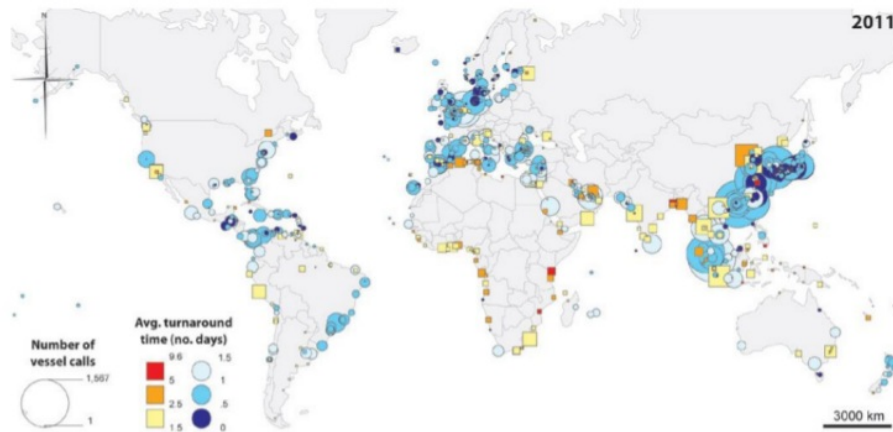 2011
N
Number of
vessel calls
1,567
1
Avg. turnaround
time (no. days)
9.6
5
2.5
1.5
1.5
1
.5
0
3000 km